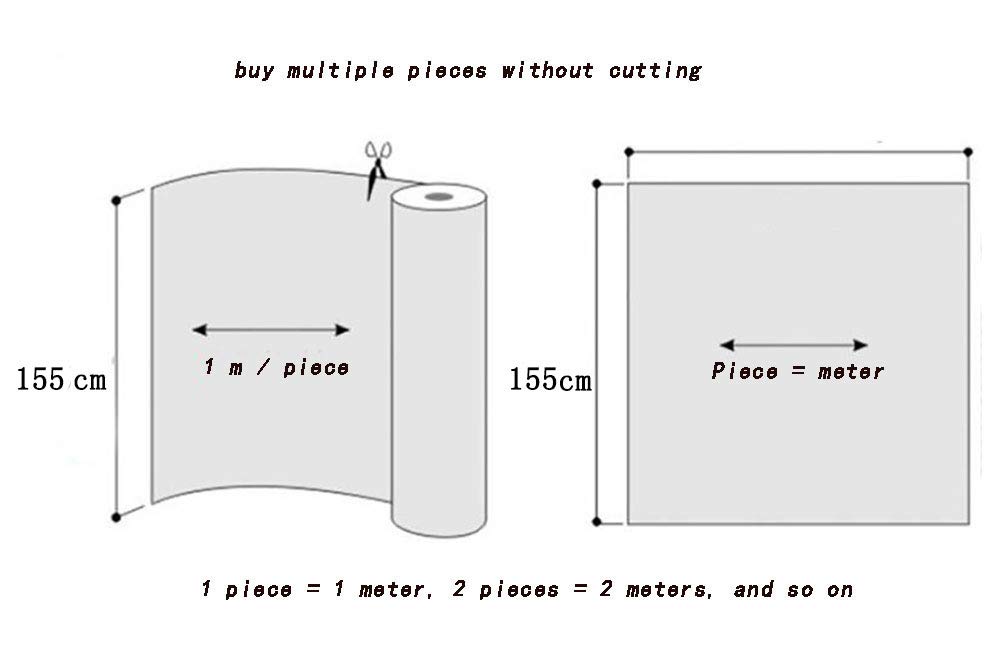 buy multiple pieces without cutting
155 cm
1 m / piece
155cm
Piece = meter
1 piece = 1 meter, 2 pieces = 2 meters, and so on